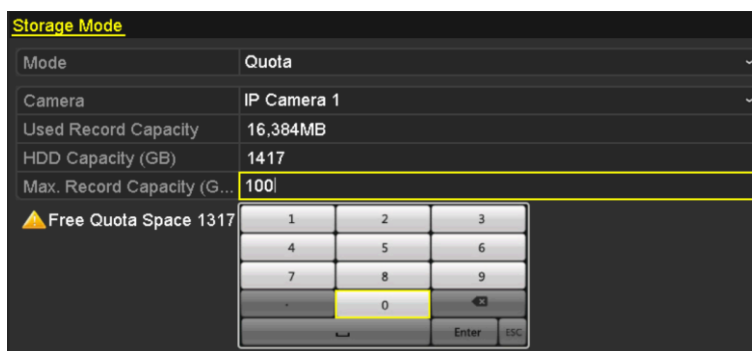 Storage Mode
Mode Quota
Camera IP Camera 1
Used Record Capacity 16,384MB
HDD Capacity (GB) 1417
Max. Record Capacity (G... 100
Free Quota Space 1317
1 2 3
4 5 6
7 8 9
. 0
Enter ESC